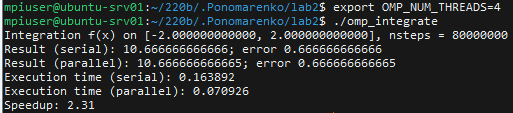 mpiuser@ubuntu-srv01:~/220b/.Ponomarenko/lab2$ export OMP_NUM_THREADS=4
mpiuser@ubuntu-srv01:~/220b/.Ponomarenko/lab2$ ./omp_integrate
Integration f(x) on [-2.000000000000, 2.000000000000], nsteps = 80000000
Result (serial): 10.666666666666; error 0.666666666666
Result (parallel): 10.666666666665; error 0.666666666665
Execution time (serial): 0.163892
Execution time (parallel): 0.070926
Speedup: 2.31